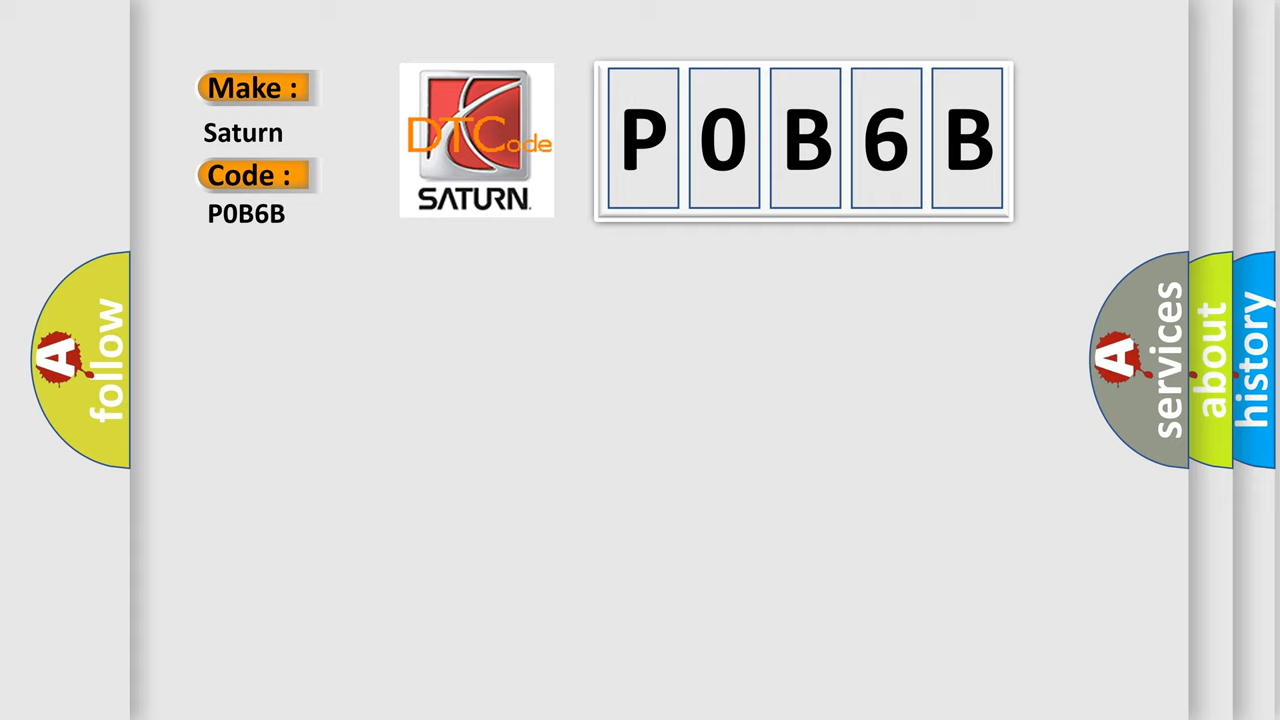 Make :
Saturn
Code :
P0B6B
DTCode
SATURN
P 0 B 6 B
A follow
A services
about
history